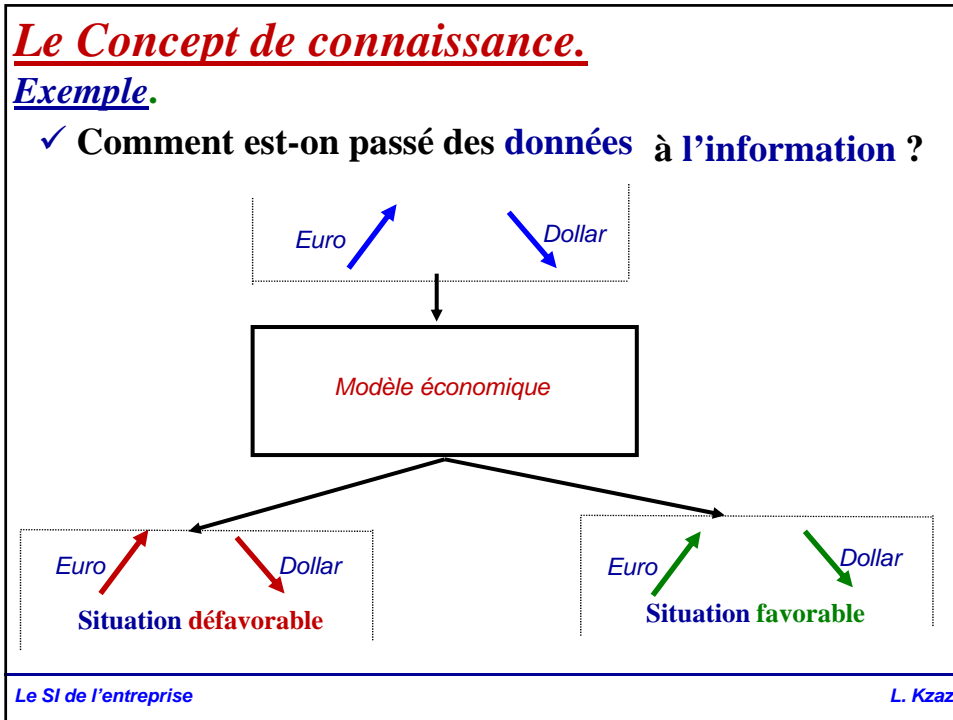 Le Concept de connaissance.
Exemple.
✓ Comment est-on passé des données à l'information ?
Euro Dollar
Modèle économique
Euro Dollar
Situation défavorable
Euro Dollar
Situation favorable
Le SI de l'entreprise L. Kzaz